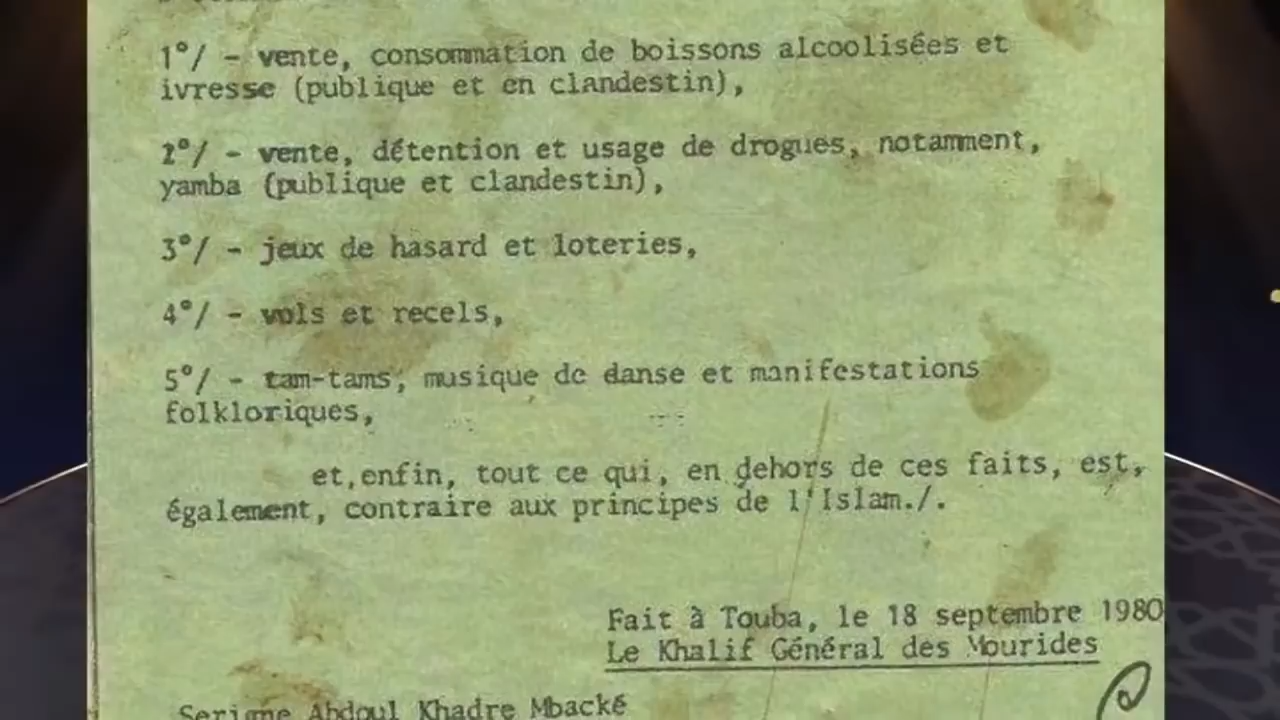 1°/ - vente, consommation de boissons alcoolisées et
ivresse (publique et en clandestin),
2°/ - vente, détention et usage de drogues, notamment,
yamba (publique et clandestin),
3°/ - jeux de hasard et loteries,
4°/ - vols et recels,
5°/ - tam-tams, musique de danse et manifestations
folkloriques,
et,enfin, tout ce qui, en dehors de ces faits, est,
également, contraire aux principes de l'Islam./.
Fait à Touba, le 18 septembre 1980
Le Khalif Général des Mourides
Serigne Abdoul Khadre Mbacké